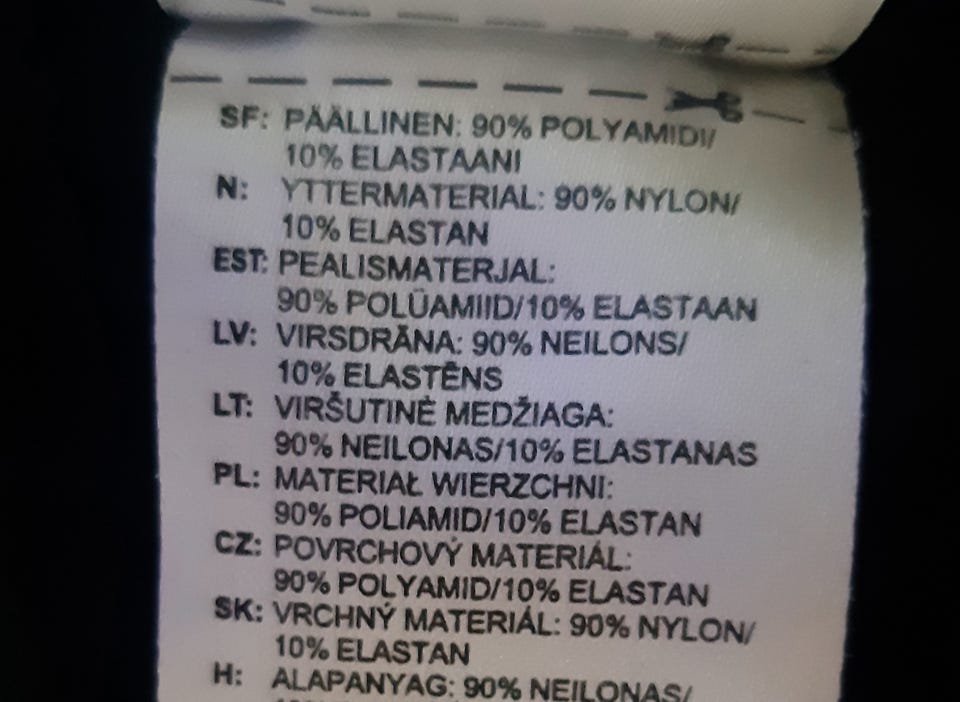 SF: PÄÄLLINEN: 90% POLYAMIDI/
10% ELASTAANI
N: YTTERMATERIAL: 90% NYLON/
10% ELASTAN
EST: PEALISMATERJAL:
90% POLÜAMIID/10% ELASTAAN
LV: VIRSDRĀNA: 90% NEILONS/
10% ELASTĒNS
LT: VIRŠUTINĖ MEDŽIAGA:
90% NEILONAS/10% ELASTANAS
PL: MATERIAŁ WIERZCHNI:
90% POLIAMID/10% ELASTAN
CZ: POVRCHOVÝ MATERIÁL:
90% POLYAMID/10% ELASTAN
SK: VRCHNÝ MATERIÁL: 90% NYLON/
10% ELASTAN
H: ALAPANYAG: 90% NEILONAS/